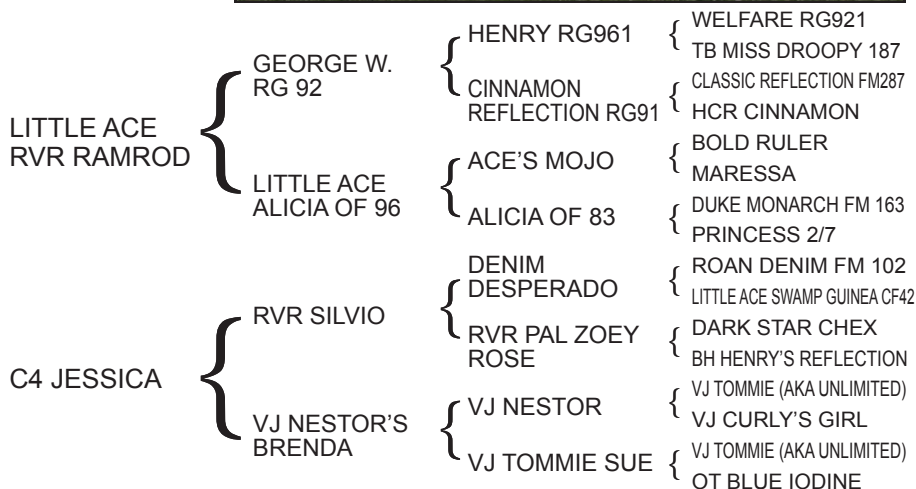 LITTLE ACE
RVR RAMROD
GEORGE W.
RG 92
HENRY RG961
WELFARE RG921
TB MISS DROOPY 187
CINNAMON
REFLECTION RG91
CLASSIC REFLECTION FM287
HCR CINNAMON
LITTLE ACE
ALICIA OF 96
ACE'S MOJO
BOLD RULER
MARESSA
ALICIA OF 83
DUKE MONARCH FM 163
PRINCESS 2/7
C4 JESSICA
RVR SILVIO
DENIM
DESPERADO
ROAN DENIM FM 102
LITTLE ACE SWAMP GUINEA CF42
RVR PAL ZOEY
ROSE
DARK STAR CHEX
BH HENRY'S REFLECTION
VJ NESTOR'S
BRENDA
VJ NESTOR
VJ TOMMIE (AKA UNLIMITED)
VJ CURLY'S GIRL
VJ TOMMIE SUE
VJ TOMMIE (AKA UNLIMITED)
OT BLUE IODINE